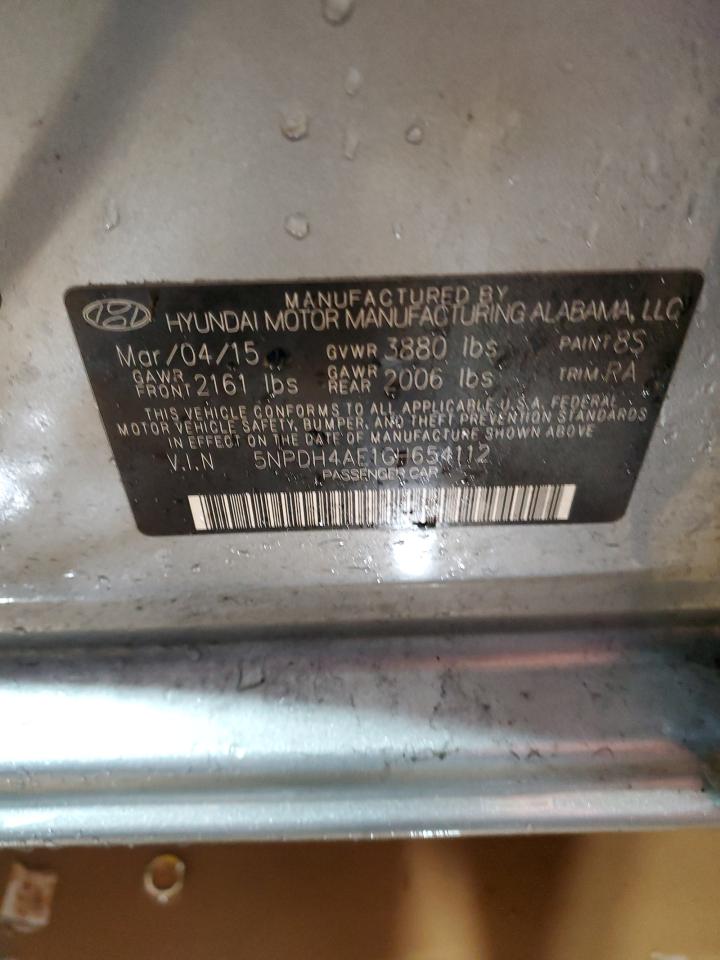 MANUFACTURED BY
HYUNDAI MOTOR MANUFACTURING ALABAMA, LLC
Mar/04/15 GVWR 3880 lbs PAINT 8S
GAWR FRONT 2161 lbs GAWR REAR 2006 lbs TRIM RA
THIS VEHICLE CONFORMS TO ALL APPLICABLE U.S.A. FEDERAL
MOTOR VEHICLE SAFETY, BUMPER, AND THEFT PREVENTION STANDARDS
IN EFFECT ON THE DATE OF MANUFACTURE SHOWN ABOVE
V.I.N 5NPDH4AE1GH654112
PASSENGER CAR